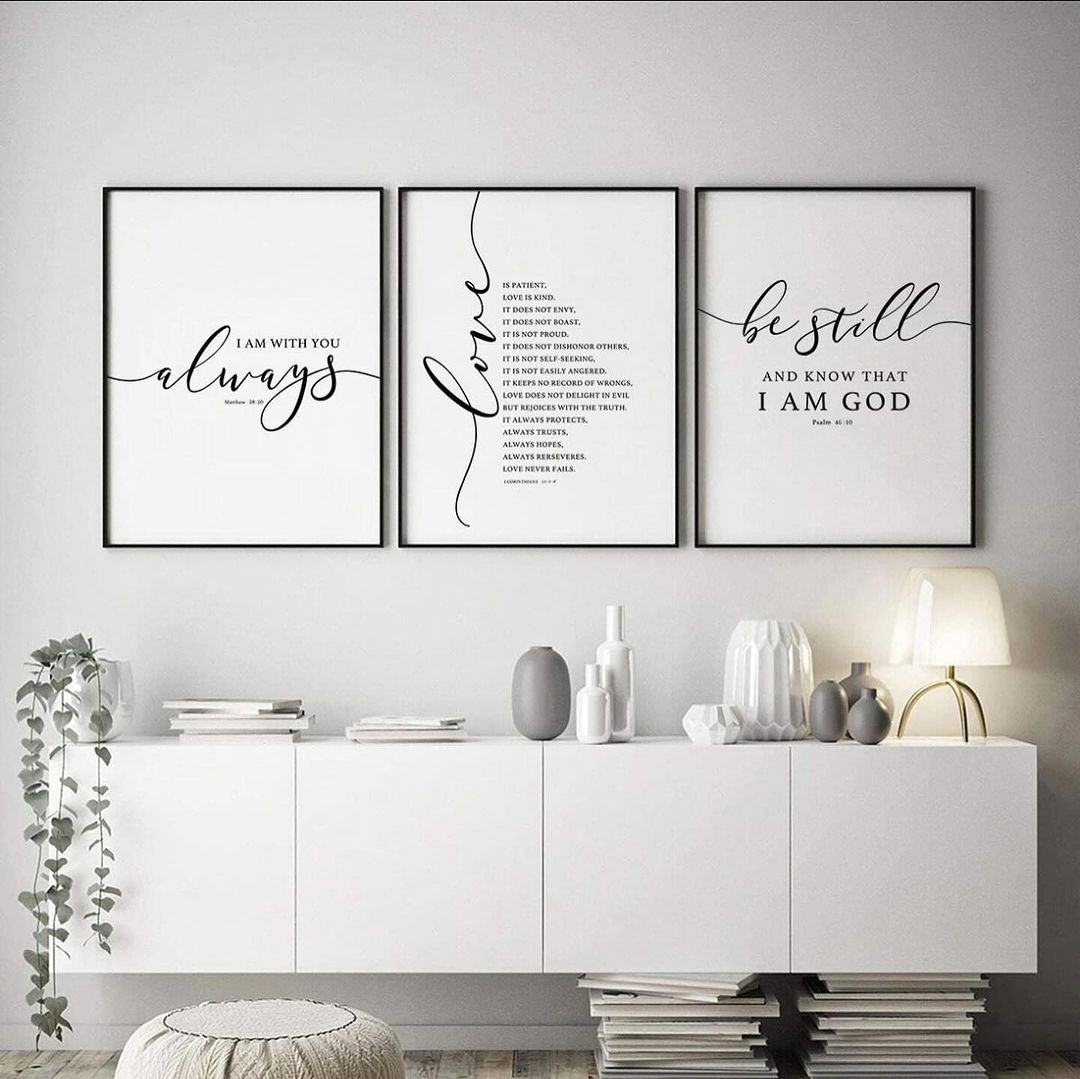 I AM WITH YOU
always
Matthew 28:20
love
IS PATIENT,
LOVE IS KIND.
IT DOES NOT ENVY,
IT DOES NOT BOAST,
IT IS NOT PROUD.
IT DOES NOT DISHONOR OTHERS,
IT IS NOT SELF-SEEKING,
IT IS NOT EASILY ANGERED.
IT KEEPS NO RECORD OF WRONGS,
LOVE DOES NOT DELIGHT IN EVIL
BUT REJOICES WITH THE TRUTH.
IT ALWAYS PROTECTS,
ALWAYS TRUSTS,
ALWAYS HOPES,
ALWAYS RERSEVERES.
LOVE NEVER FAILS.
1 CORINTHIANS
be still
AND KNOW THAT
I AM GOD
Psalm 46:10